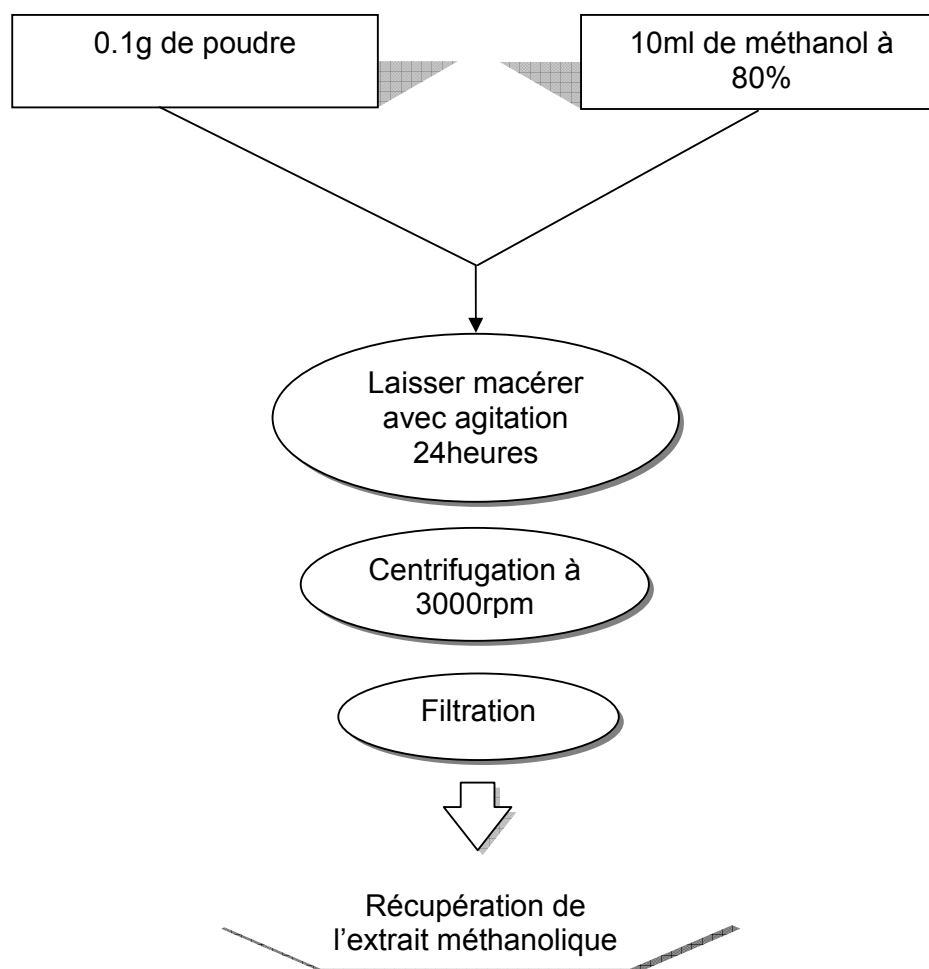 0.1g de poudre
10ml de méthanol à
80%
Laisser macérer
avec agitation
24heures
Centrifugation à
3000rpm
Filtration
Récupération de
l’extrait méthanolique